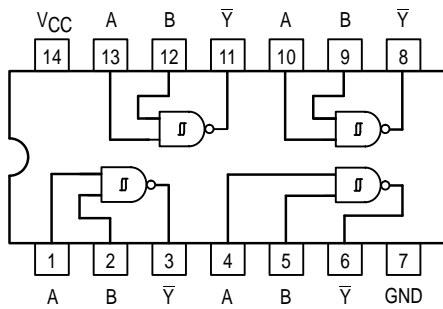 VCC A B Y̅ A B Y̅
14 13 12 11 10 9 8
1 2 3 4 5 6 7
A B Y̅ A B Y̅ GND